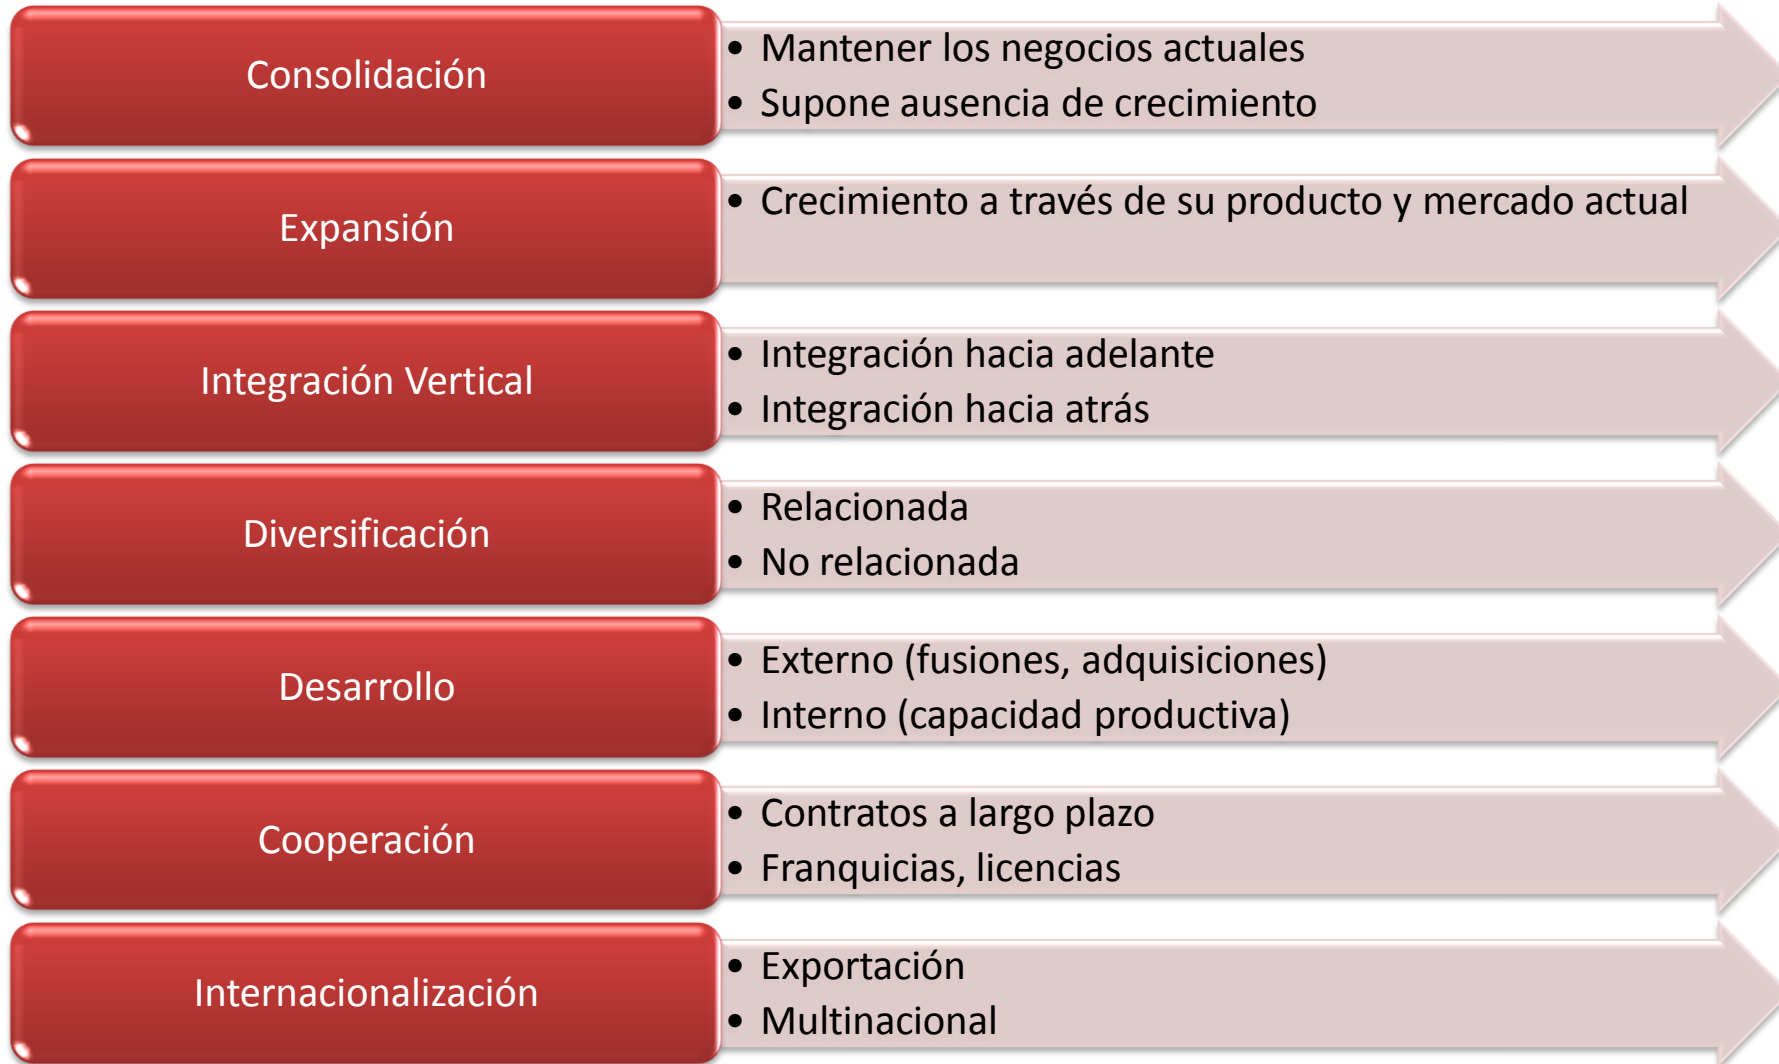 Consolidación
• Mantener los negocios actuales
• Supone ausencia de crecimiento
Expansión
• Crecimiento a través de su producto y mercado actual
Integración Vertical
• Integración hacia adelante
• Integración hacia atrás
Diversificación
• Relacionada
• No relacionada
Desarrollo
• Externo (fusiones, adquisiciones)
• Interno (capacidad productiva)
Cooperación
• Contratos a largo plazo
• Franquicias, licencias
Internacionalización
• Exportación
• Multinacional